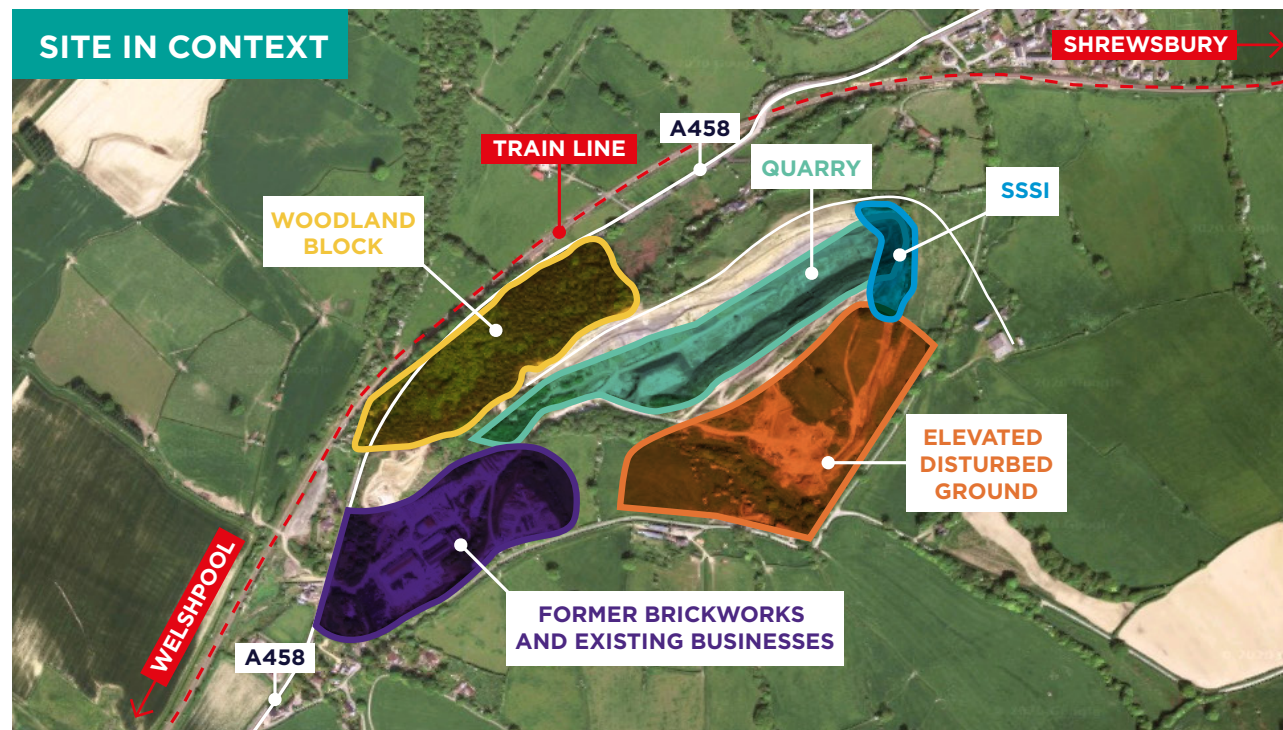 SITE IN CONTEXT
SHREWSBURY
A458
TRAIN LINE
QUARRY
SSSI
WOODLAND
BLOCK
ELEVATED
DISTURBED
GROUND
WELSHPOOL
FORMER BRICKWORKS
AND EXISTING BUSINESSES
A458